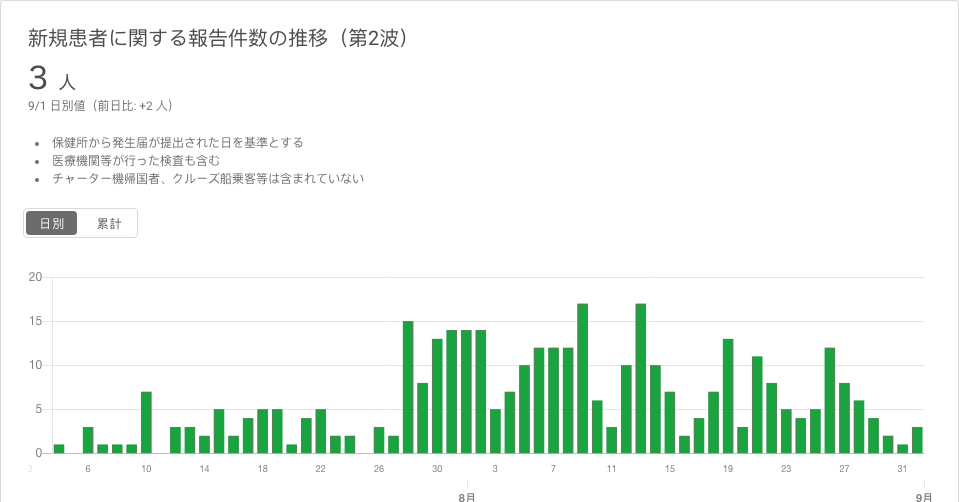 新規患者に関する報告件数の推移（第2波）
3 人
9/1 日別値（前日比: +2 人）
保健所から発生届が提出された日を基準とする
医療機関等が行った検査も含む
チャーター機帰国者、クルーズ船乗客等は含まれていない
日別 累計
20
15
10
5
0
2 6 10 14 18 22 26 30 3 7 11 15 19 23 27 31
8月 9月